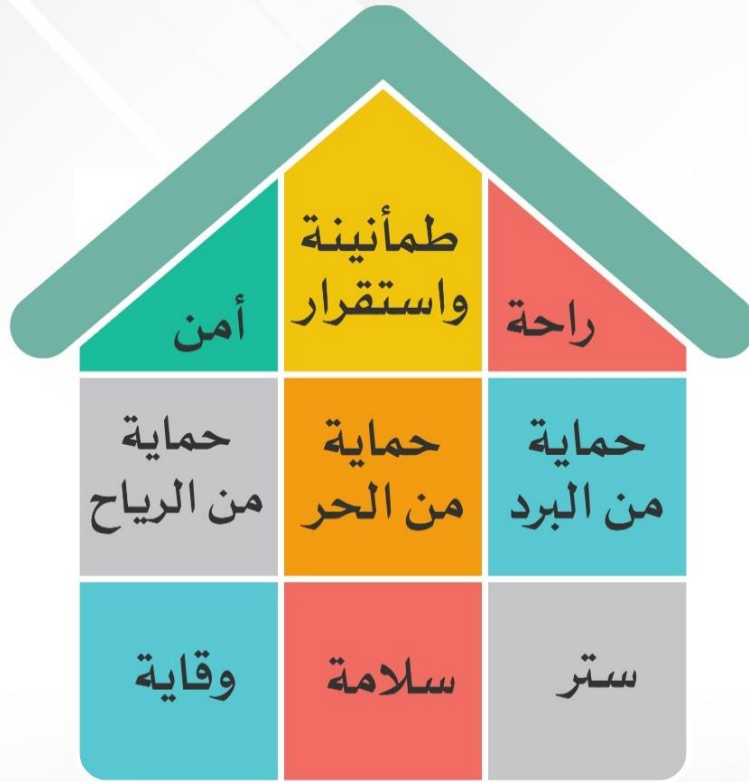 راحة
طمأنينة
واستقرار
أمن
حماية
من البرد
حماية
من الحر
حماية
من الرياح
ستر
سلامة
وقاية